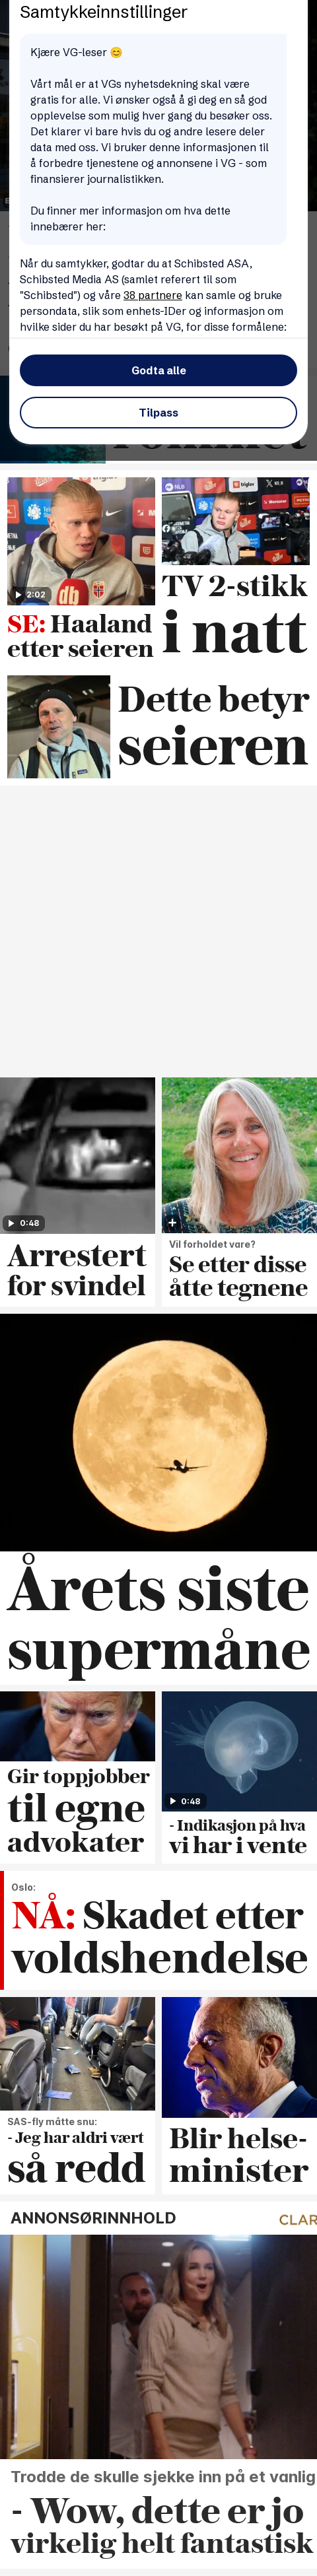 Samtykkeinnstillinger
Kjære VG-leser 😊
Vårt mål er at VGs nyhetsdekning skal være
gratis for alle. Vi ønsker også å gi deg en så god
opplevelse som mulig hver gang du besøker oss.
Det klarer vi bare hvis du og andre lesere deler
data med oss. Vi bruker denne informasjonen til
å forbedre tjenestene og annonsene i VG - som
finansierer journalistikken.
Du finner mer informasjon om hva dette
innebærer her:
Når du samtykker, godtar du at Schibsted ASA,
Schibsted Media AS (samlet referert til som
"Schibsted") og våre 38 partnere kan samle og bruke
persondata, slik som enhets-IDer og informasjon om
hvilke sider du har besøkt på VG, for disse formålene:
Godta alle
Tilpass
2:02
SE: Haaland
etter seieren
TV 2-stikk
i natt
Dette betyr
seieren
0:48
Arrestert
for svindel
Vil forholdet vare?
Se etter disse
åtte tegnene
Årets siste
supermåne
Gir toppjobber
til egne
advokater
0:48
- Indikasjon på hva
vi har i vente
Oslo:
NÅ: Skadet etter
voldshendelse
SAS-fly måtte snu:
- Jeg har aldri vært
så redd
Blir helse-
minister
ANNONSØRINNHOLD
CLAR
Trodde de skulle sjekke inn på et vanlig
- Wow, dette er jo
virkelig helt fantastisk